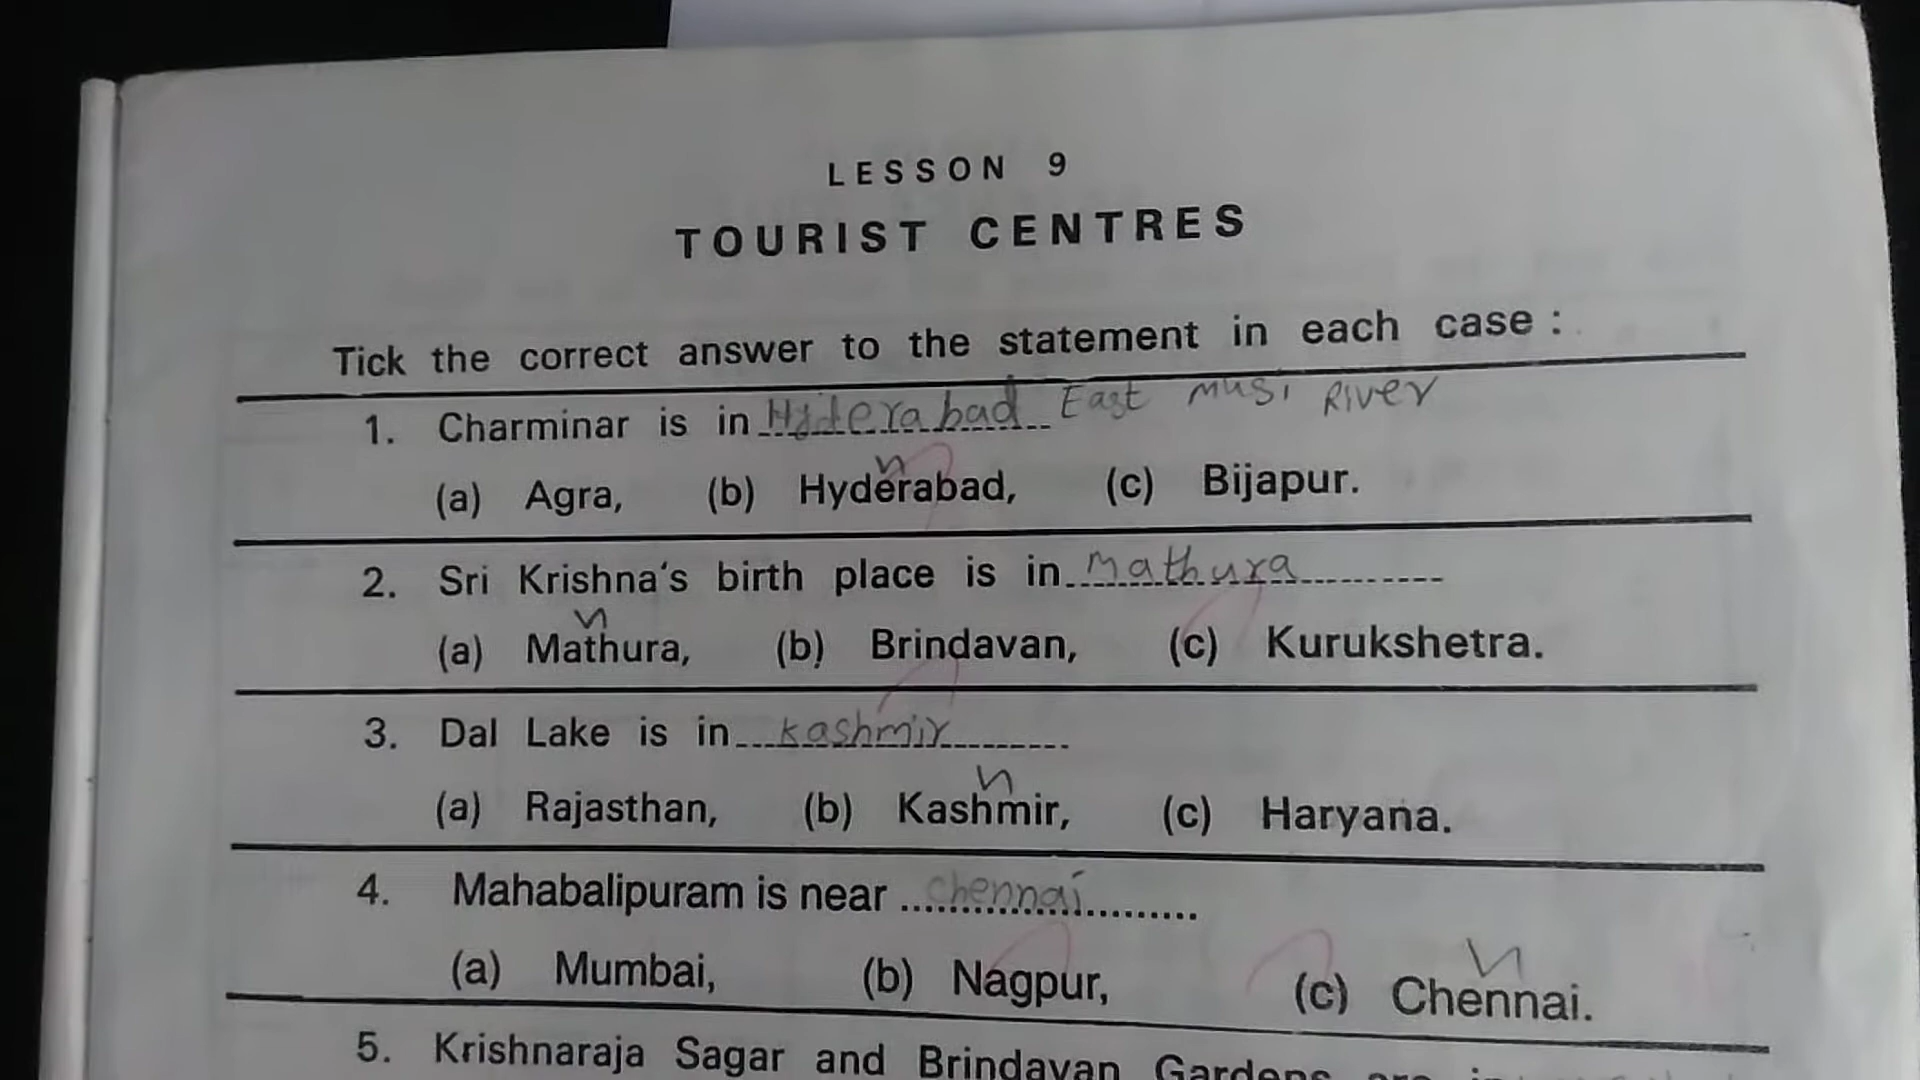 LESSON 9
TOURIST CENTRES
Tick the correct answer to the statement in each case :
1. Charminar is in Hyderabad East Musi River
(a) Agra, (b) Hyderabad, (c) Bijapur.
2. Sri Krishna's birth place is in Mathura
(a) Mathura, (b) Brindavan, (c) Kurukshetra.
3. Dal Lake is in kashmir
(a) Rajasthan, (b) Kashmir, (c) Haryana.
4. Mahabalipuram is near chennai
(a) Mumbai, (b) Nagpur, (c) Chennai.
5. Krishnaraja Sagar and Brindavan Gardens are in